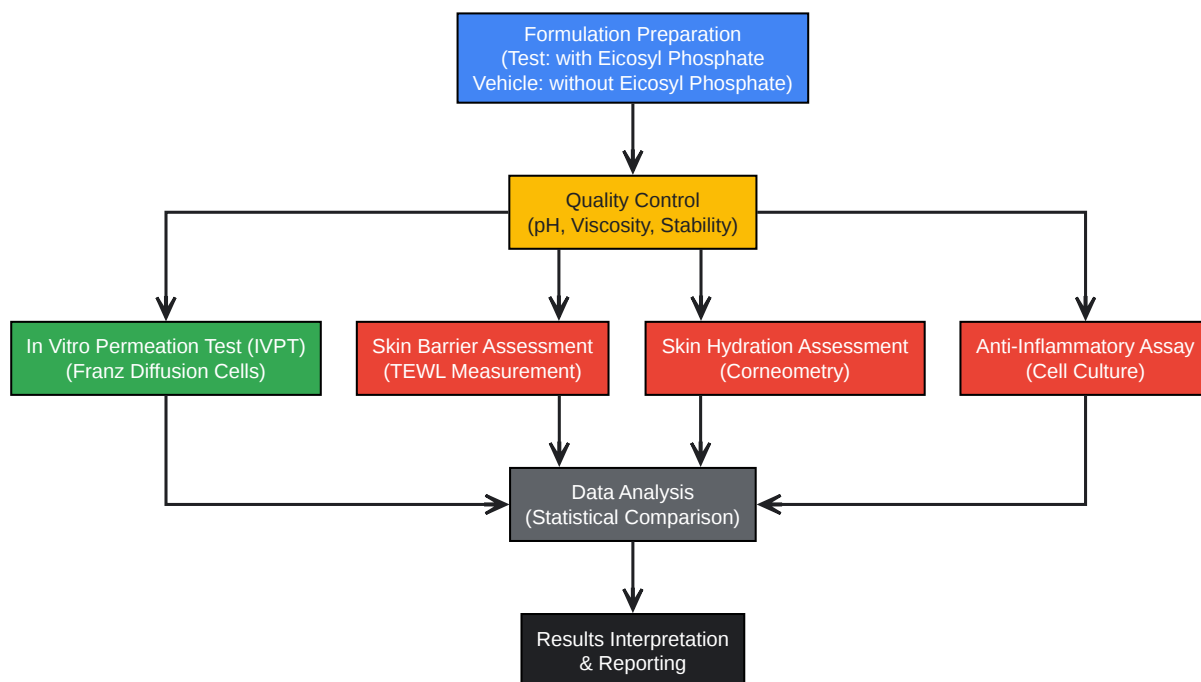 Formulation Preparation
(Test: with Eicosyl Phosphate
Vehicle: without Eicosyl Phosphate)
Quality Control
(pH, Viscosity, Stability)
In Vitro Permeation Test (IVPT)
(Franz Diffusion Cells)
Skin Barrier Assessment
(TEWL Measurement)
Skin Hydration Assessment
(Corneometry)
Anti-Inflammatory Assay
(Cell Culture)
Data Analysis
(Statistical Comparison)
Results Interpretation
& Reporting